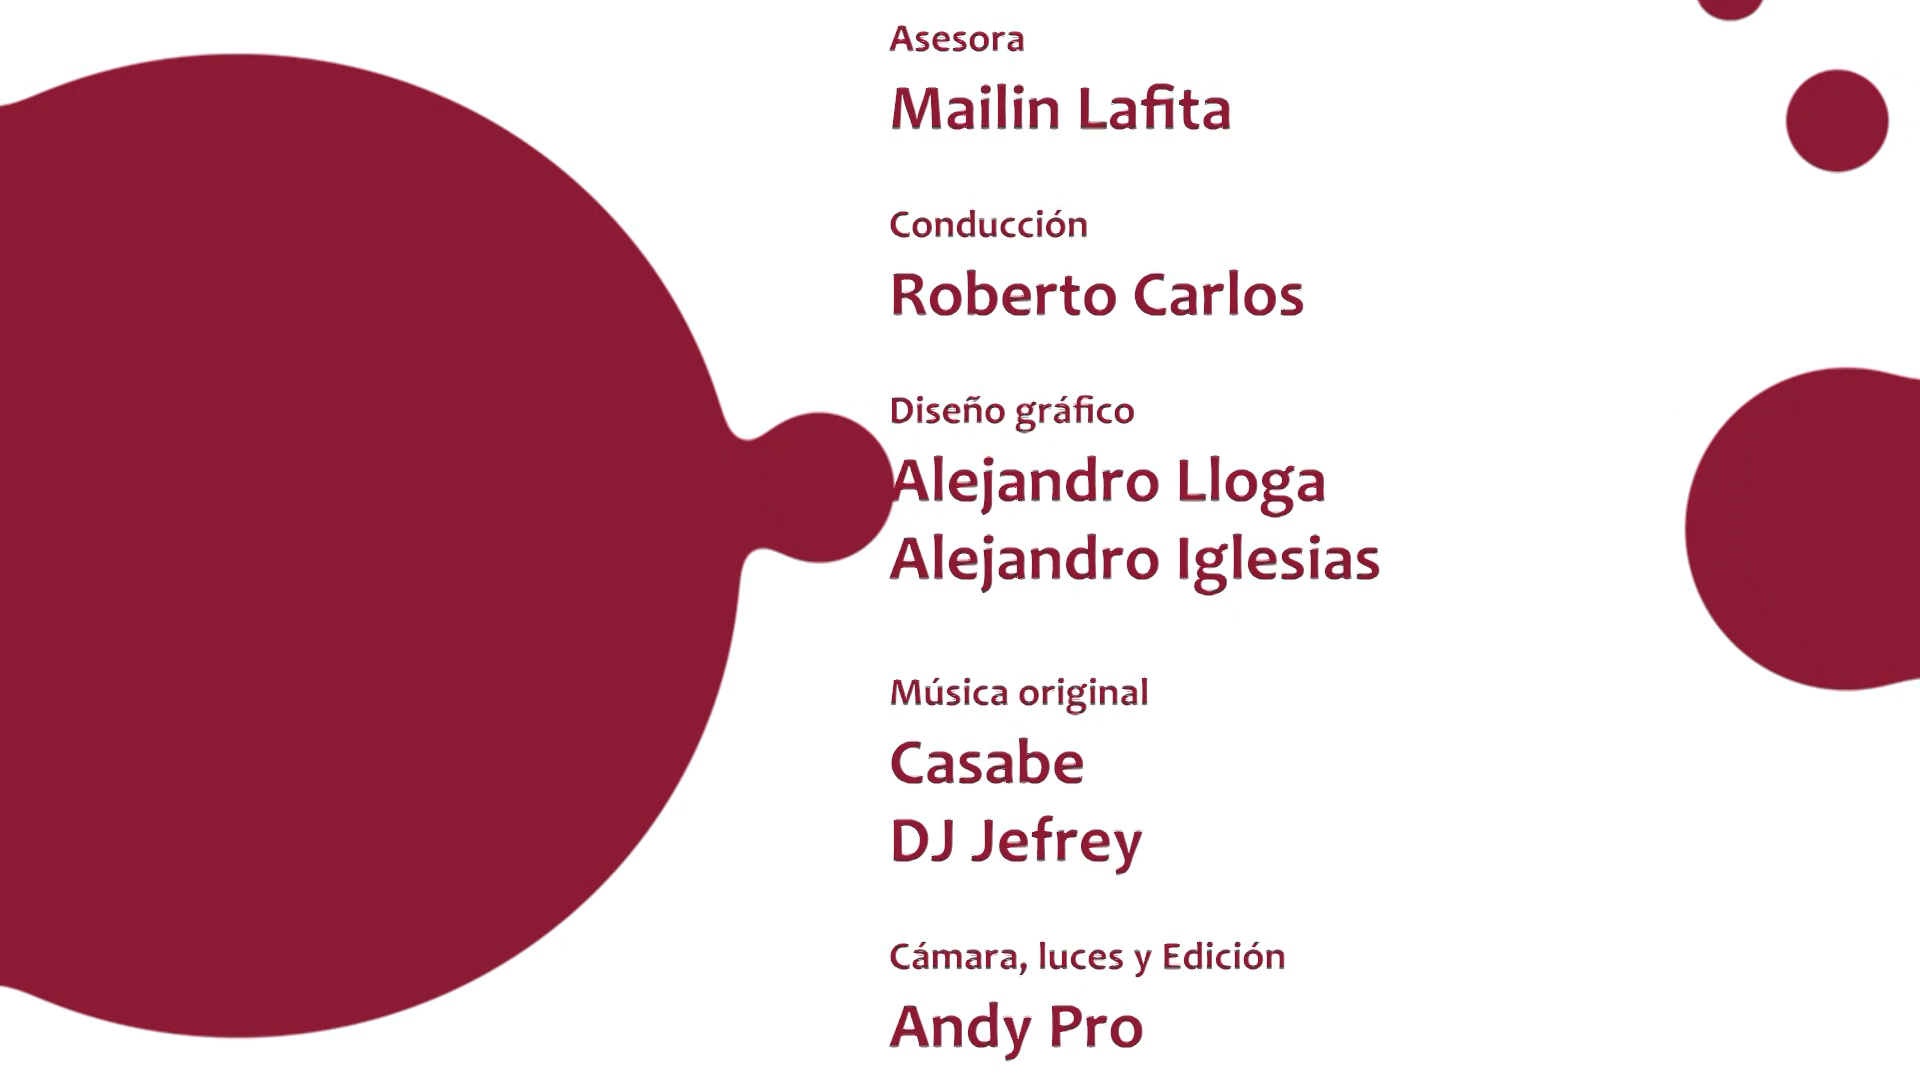 Asesora
Mailin Lafita
Conducción
Roberto Carlos
Diseño gráfico
Alejandro Lloga
Alejandro Iglesias
Música original
Casabe
DJ Jefrey
Cámara, luces y Edición
Andy Pro